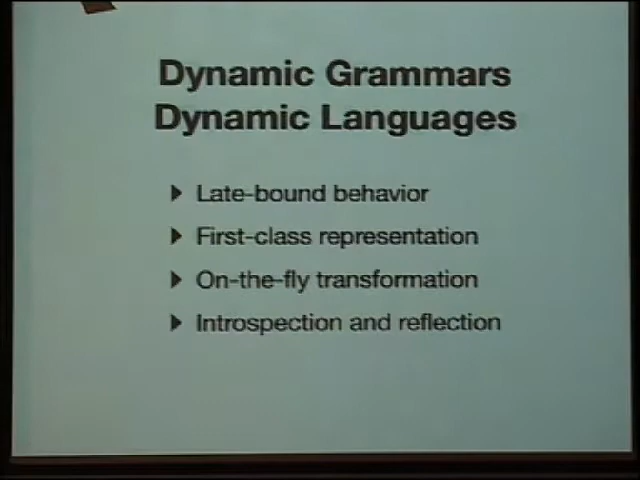 Dynamic Grammars
Dynamic Languages
Late-bound behavior
First-class representation
On-the-fly transformation
Introspection and reflection